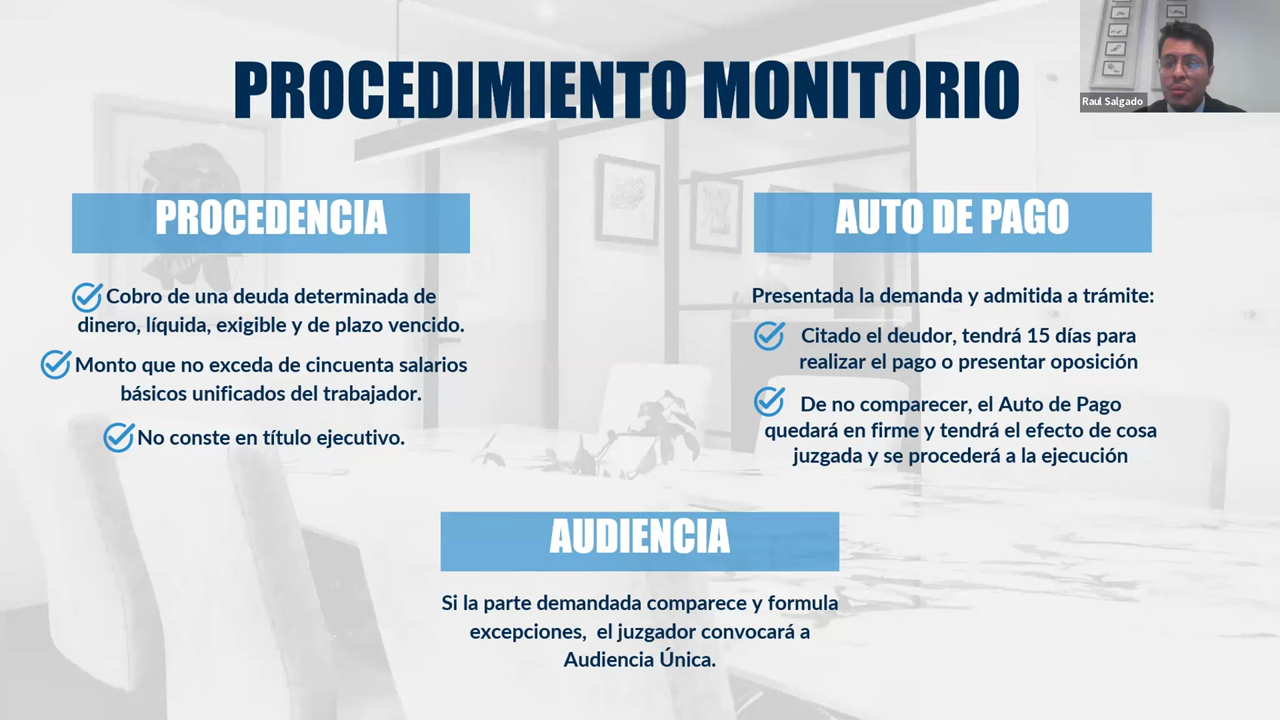 PROCEDIMIENTO MONITORIO
Raul Salgado
PROCEDENCIA
Cobro de una deuda determinada de
dinero, líquida, exigible y de plazo vencido.
Monto que no exceda de cincuenta salarios
básicos unificados del trabajador.
No conste en título ejecutivo.
AUTO DE PAGO
Presentada la demanda y admitida a trámite:
Citado el deudor, tendrá 15 días para
realizar el pago o presentar oposición
De no comparecer, el Auto de Pago
quedará en firme y tendrá el efecto de cosa
juzgada y se procederá a la ejecución
AUDIENCIA
Si la parte demandada comparece y formula
excepciones, el juzgador convocará a
Audiencia Única.